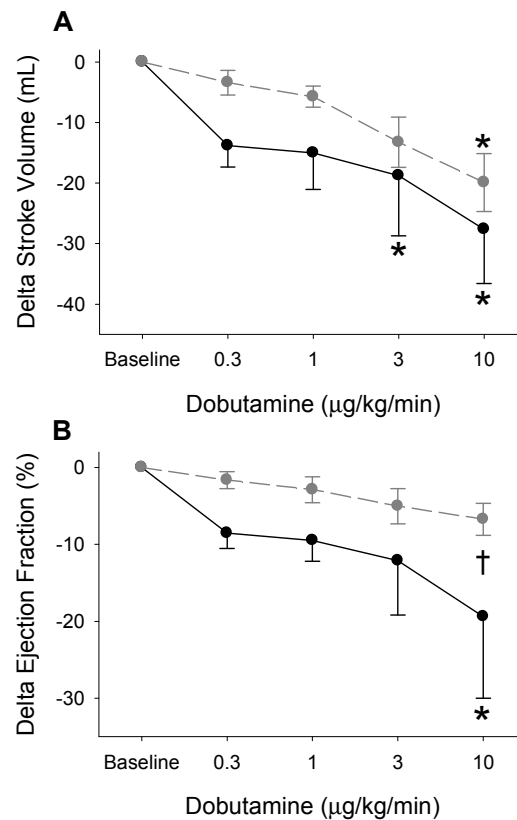 A
Delta Stroke Volume (mL)
0
-10
-20
-30
-40
*
*
*
Baseline 0.3 1 3 10
Dobutamine (μg/kg/min)
B
Delta Ejection Fraction (%)
0
-10
-20
-30
†
*
Baseline 0.3 1 3 10
Dobutamine (μg/kg/min)